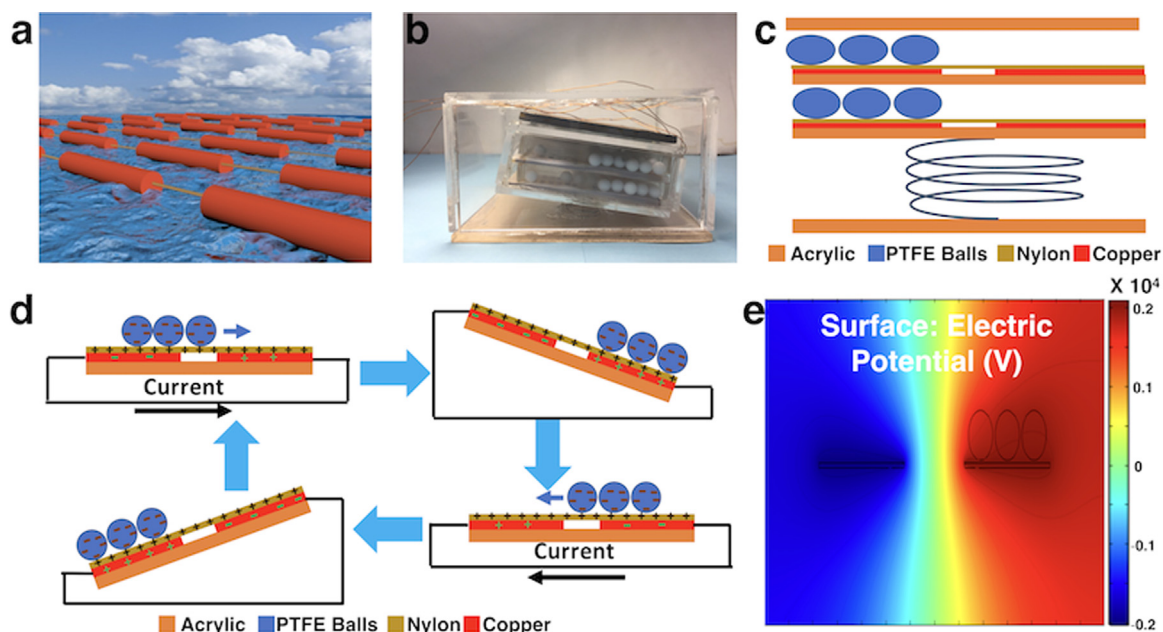 a
b
c
Acrylic PTFE Balls Nylon Copper
d
Current
Current
Acrylic PTFE Balls Nylon Copper
e
X 10⁴
Surface: Electric
Potential (V)
0.2
0.1
0
-0.1
-0.2